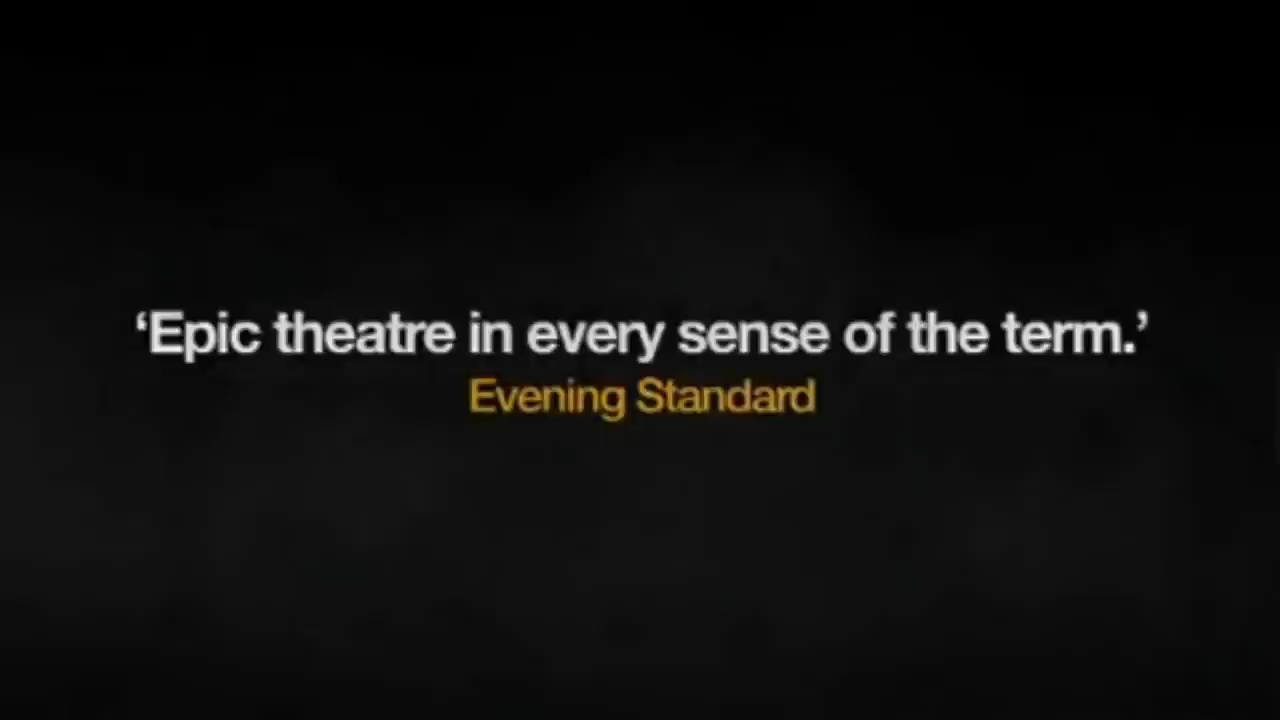 ‘Epic theatre in every sense of the term.’
Evening Standard